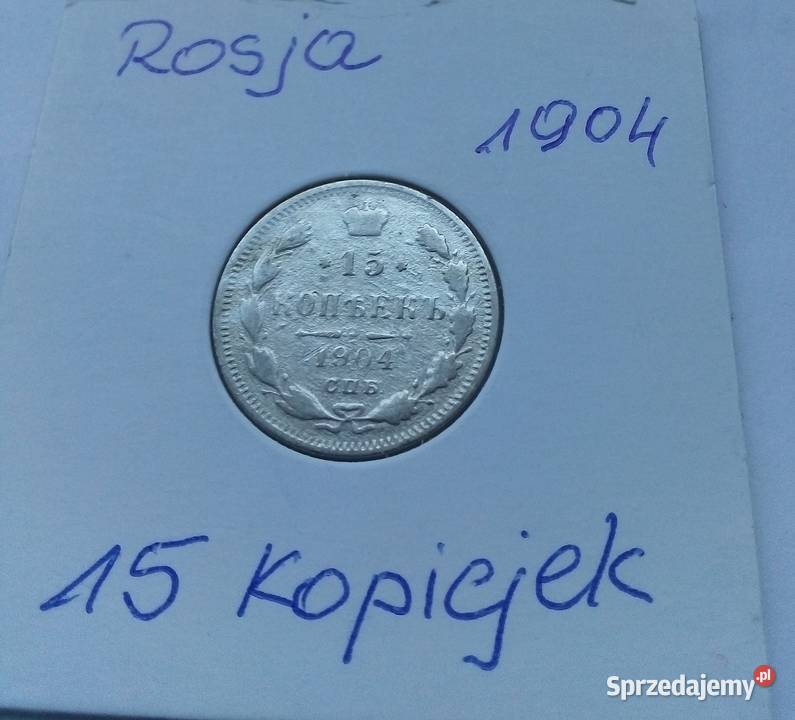 Rosja
1904
* 15 *
КОПѢЕКЪ
1904
СПБ
15 Kopiejek
Sprzedajemy.pl